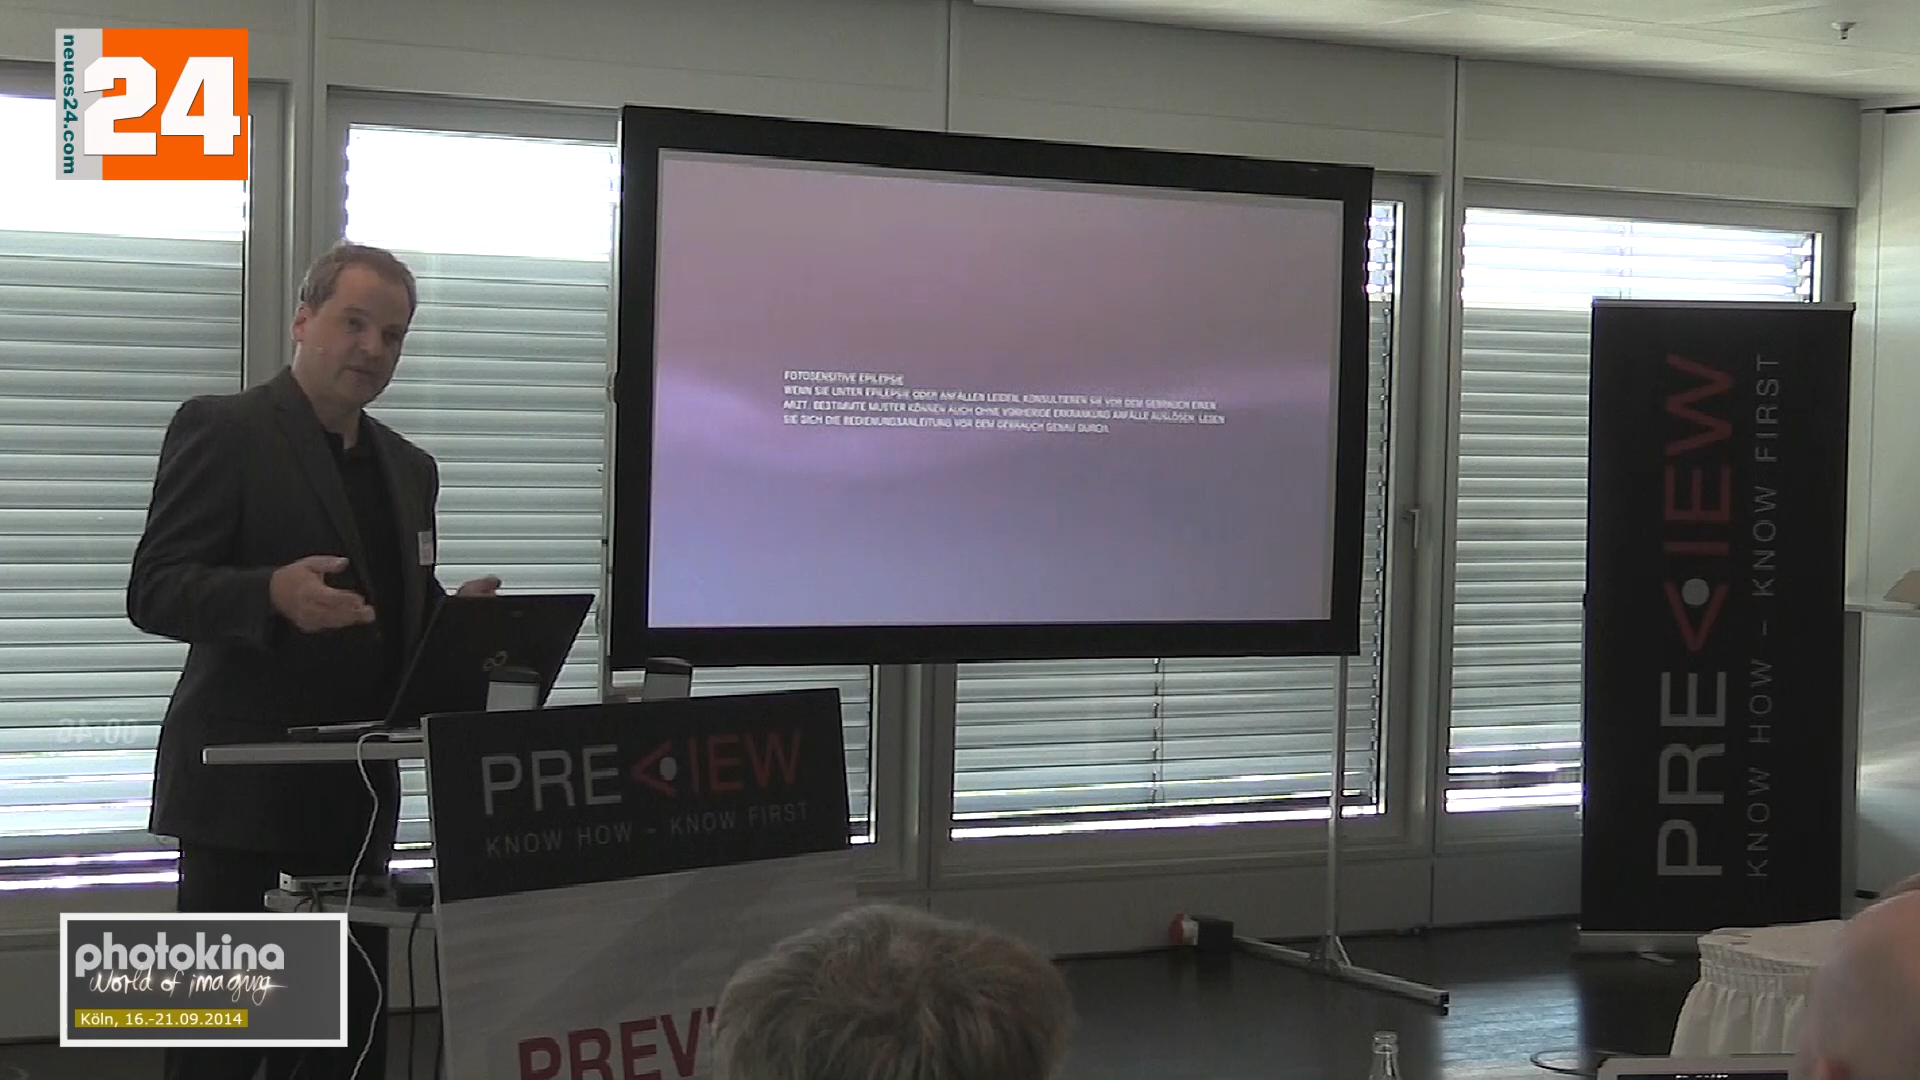 neues24.com
24
FOTOSENSITIVE EPILEPSIE
WENN SIE UNTER EPILEPSIE ODER ANFÄLLEN LEIDEN, KONSULTIEREN SIE VOR DEM GEBRAUCH EINEN
ARZT. BESTIMMTE MUSTER KÖNNEN AUCH OHNE VORHERIGE ERKRANKUNG ANFÄLLE AUSLÖSEN. LESEN
SIE SICH DIE BEDIENUNGSANLEITUNG VOR DEM GEBRAUCH GENAU DURCH.
PREVIEW
KNOW HOW – KNOW FIRST
PREVIEW
KNOW HOW – KNOW FIRST
PREV
00:46
photokina
world of imaging
Köln, 16.-21.09.2014